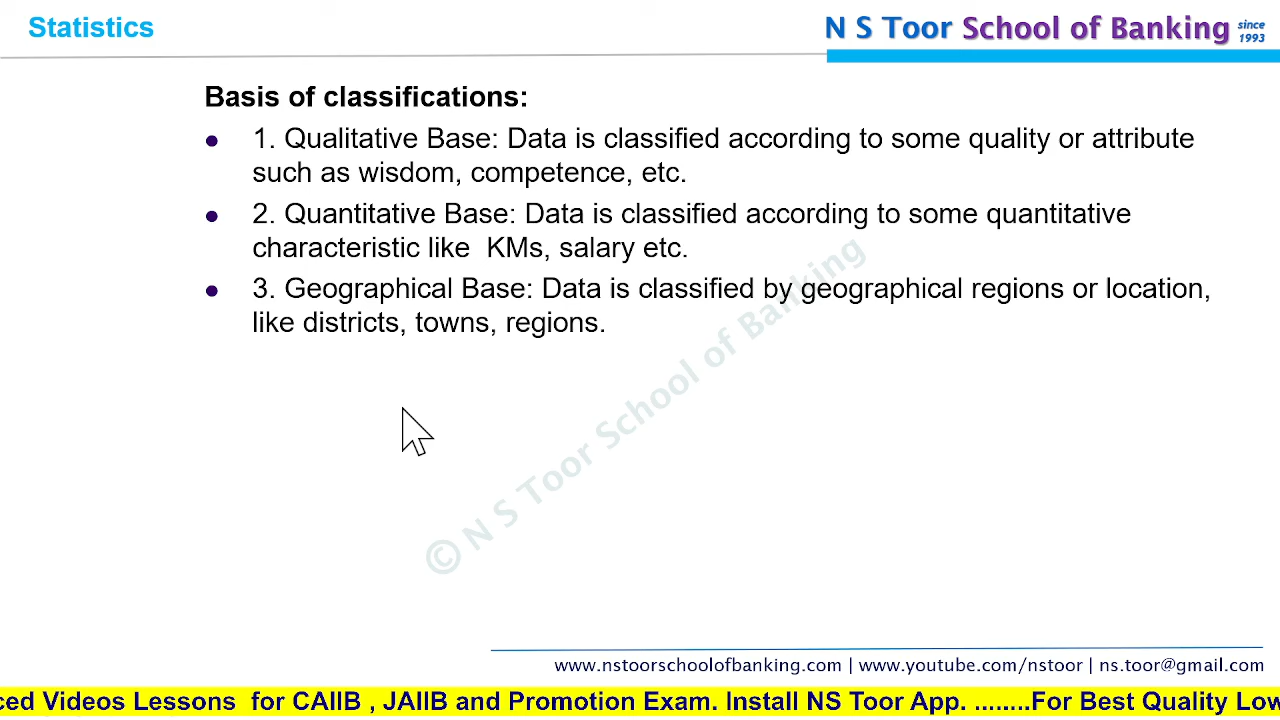 Statistics
N S Toor School of Banking since 1993
Basis of classifications:
1. Qualitative Base: Data is classified according to some quality or attribute
such as wisdom, competence, etc.
2. Quantitative Base: Data is classified according to some quantitative
characteristic like  KMs, salary etc.
3. Geographical Base: Data is classified by geographical regions or location,
like districts, towns, regions.
© N S Toor School of Banking
www.nstoorschoolofbanking.com | www.youtube.com/nstoor | ns.toor@gmail.com
ced Videos Lessons  for CAIIB , JAIIB and Promotion Exam. Install NS Toor App. ........For Best Quality Low